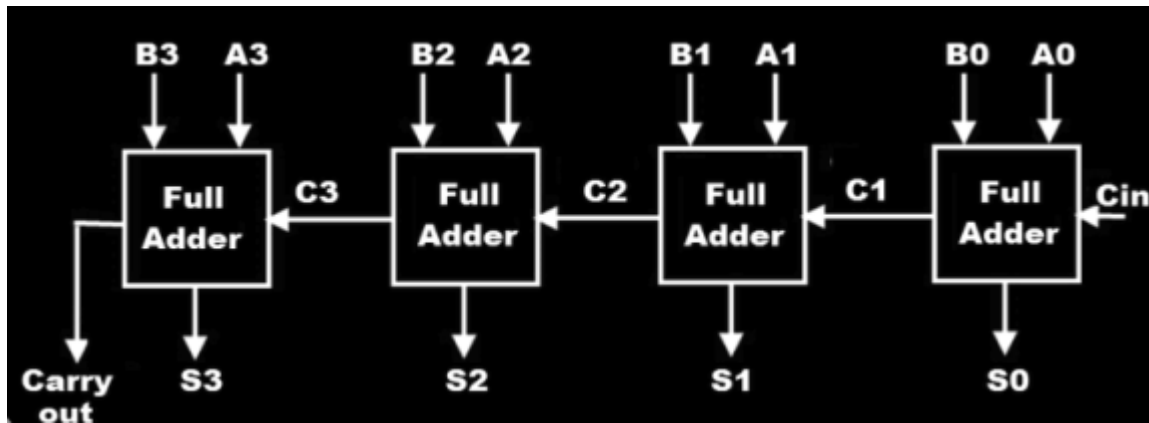 B3 A3 B2 A2 B1 A1 B0 A0
Full Adder
C3
Full Adder
C2
Full Adder
C1
Full Adder
Cin
Carry out
S3 S2 S1 S0